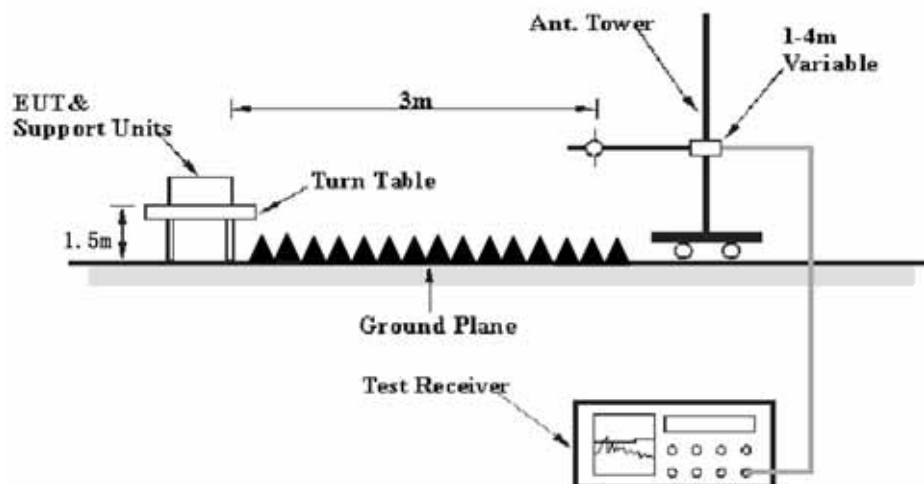 Ant. Tower
1-4m
Variable
EUT&
Support Units
3m
Turn Table
1.5m
Ground Plane
Test Receiver